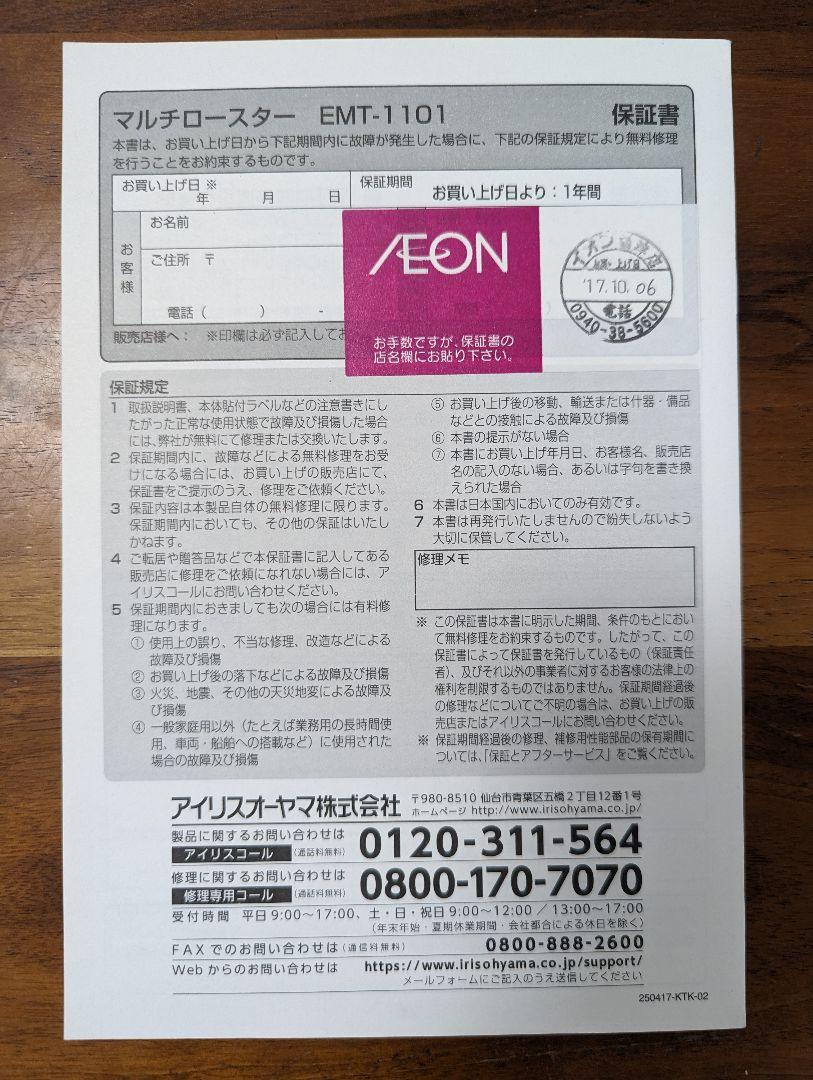 マルチロースター EMT-1101 保証書
本書は、お買い上げ日から下記期間内に故障が発生した場合に、下記の保証規定により無料修理
を行うことをお約束するものです。
お買い上げ日 ※
年 月 日
保証期間
お買い上げ日より：1年間
お客様
お名前
ご住所 〒
電話（ ） -
販売店様へ： ※印欄は必ず記入してお
AEON
お手数ですが、保証書の
店名欄にお貼り下さい。
お買い上げ日
'17.10.06
電話
0940-38-5600
保証規定
1 取扱説明書、本体貼付ラベルなどの注意書きにし
たがった正常な使用状態で故障及び損傷した場合
には、弊社が無料にて修理または交換いたします。
2 保証期間内に、故障などによる無料修理をお受
けになる場合には、お買い上げの販売店にて、
保証書をご提示のうえ、修理をご依頼ください。
3 保証内容は本製品自体の無料修理に限ります。
保証期間内においても、その他の保証はいたし
かねます。
4 ご転居や贈答品などで本保証書に記入してある
販売店に修理をご依頼になれない場合には、ア
イリスコールにお問い合わせください。
5 保証期間内におきましても次の場合には有料修
理になります。
① 使用上の誤り、不当な修理、改造などによる
故障及び損傷
② お買い上げ後の落下などによる故障及び損傷
③ 火災、地震、その他の天災地変による故障及
び損傷
④ 一般家庭用以外（たとえば業務用の長時間使
用、車両・船舶への搭載など）に使用された
場合の故障及び損傷
⑤ お買い上げ後の移動、輸送または什器・備品
などとの接触による故障及び損傷
⑥ 本書の提示がない場合
⑦ 本書にお買い上げ年月日、お客様名、販売店
名の記入のない場合、あるいは字句を書き換
えられた場合
6 本書は日本国内においてのみ有効です。
7 本書は再発行いたしませんので紛失しないよう
大切に保管してください。
修理メモ
※ この保証書は本書に明示した期間、条件のもとにおい
て無料修理をお約束するものです。したがって、この
保証書によって保証書を発行しているもの（保証責任
者）、及びそれ以外の事業者に対するお客様の法律上の
権利を制限するものではありません。保証期間経過後
の修理などについてご不明の場合は、お買い上げの販
売店またはアイリスコールにお問い合わせください。
※ 保証期間経過後の修理、補修用性能部品の保有期間に
ついては、「保証とアフターサービス」をご覧ください。
アイリスオーヤマ株式会社
〒980-8510 仙台市青葉区五橋2丁目12番1号
ホームページ http://www.irisohyama.co.jp/
製品に関するお問い合わせは
アイリスコール（通話料無料） 0120-311-564
修理に関するお問い合わせは
修理専用コール（通話料無料） 0800-170-7070
受付時間 平日9:00〜17:00、土・日・祝日9:00〜12:00／13:00〜17:00
（年末年始・夏期休業期間・会社都合による休日を除く）
FAXでのお問い合わせは（通信料無料） 0800-888-2600
Webからのお問い合わせは https://www.irisohyama.co.jp/support/
メールフォームにご記入のうえ送信してください
250417-KTK-02